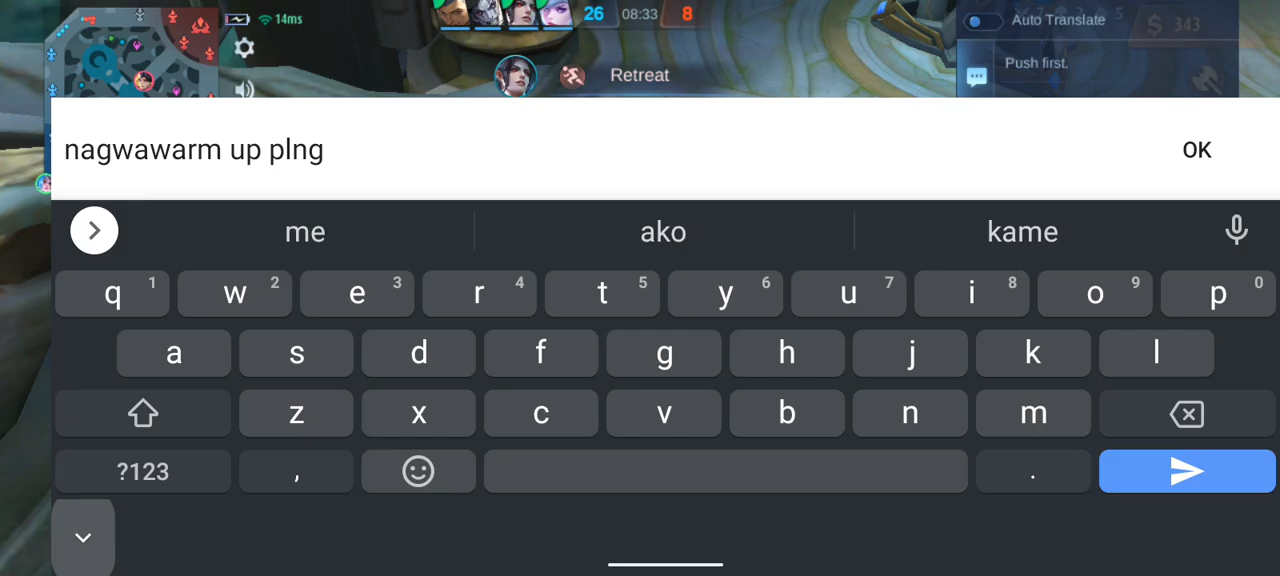 14ms
26 08:33 8
Auto Translate
5
$ 343
Retreat
Push first.
nagwawarm up plng
OK
me ako kame
q 1 w 2 e 3 r 4 t 5 y 6 u 7 i 8 o 9 p 0
a s d f g h j k l
z x c v b n m
?123 , .